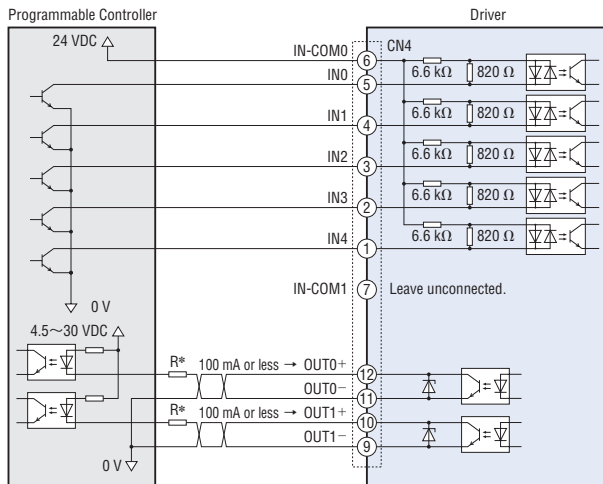 Programmable Controller
Driver
24 VDC
IN-COM0
6
CN4
6.6 kΩ
820 Ω
IN0
5
IN1
4
6.6 kΩ
820 Ω
IN2
3
6.6 kΩ
820 Ω
IN3
2
6.6 kΩ
820 Ω
IN4
1
6.6 kΩ
820 Ω
IN-COM1
7
Leave unconnected.
0 V
4.5~30 VDC
R*
100 mA or less → OUT0+
12
OUT0−
11
R*
100 mA or less → OUT1+
10
OUT1−
9
0 V